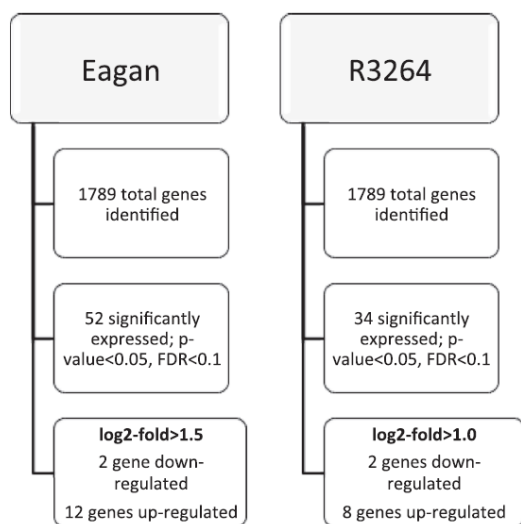 Eagan
1789 total genes
identified
52 significantly
expressed; p-
value<0.05, FDR<0.1
log2-fold>1.5
2 gene down-
regulated
12 genes up-regulated
R3264
1789 total genes
identified
34 significantly
expressed; p-
value<0.05, FDR<0.1
log2-fold>1.0
2 genes down-
regulated
8 genes up-regulated